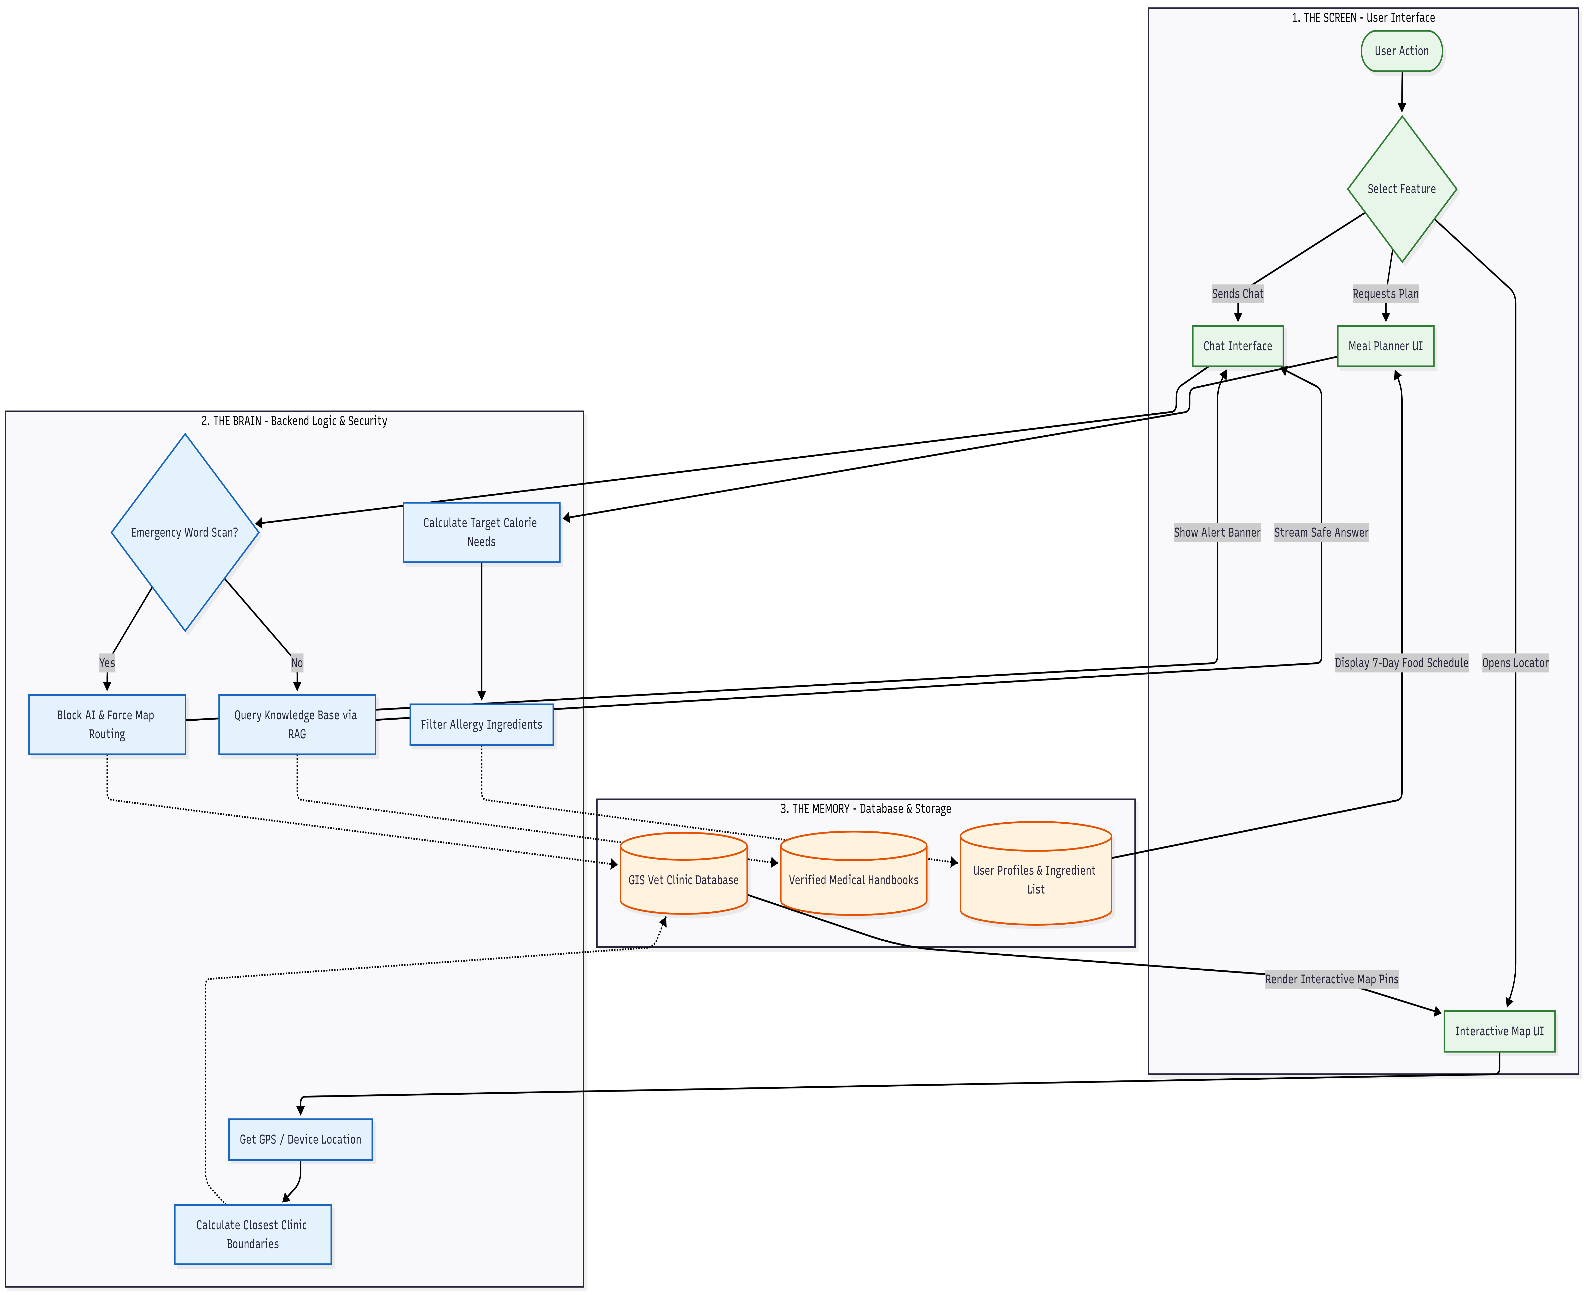 1. THE SCREEN - User Interface
User Action
Select Feature
Sends Chat
Requests Plan
Chat Interface
Meal Planner UI
2. THE BRAIN - Backend Logic & Security
Emergency Word Scan?
Calculate Target Calorie
Needs
Show Alert Banner
Stream Safe Answer
Yes
No
Display 7-Day Food Schedule
Opens Locator
Block AI & Force Map
Routing
Query Knowledge Base via
RAG
Filter Allergy Ingredients
3. THE MEMORY - Database & Storage
GIS Vet Clinic Database
Verified Medical Handbooks
User Profiles & Ingredient
List
Render Interactive Map Pins
Interactive Map UI
Get GPS / Device Location
Calculate Closest Clinic
Boundaries